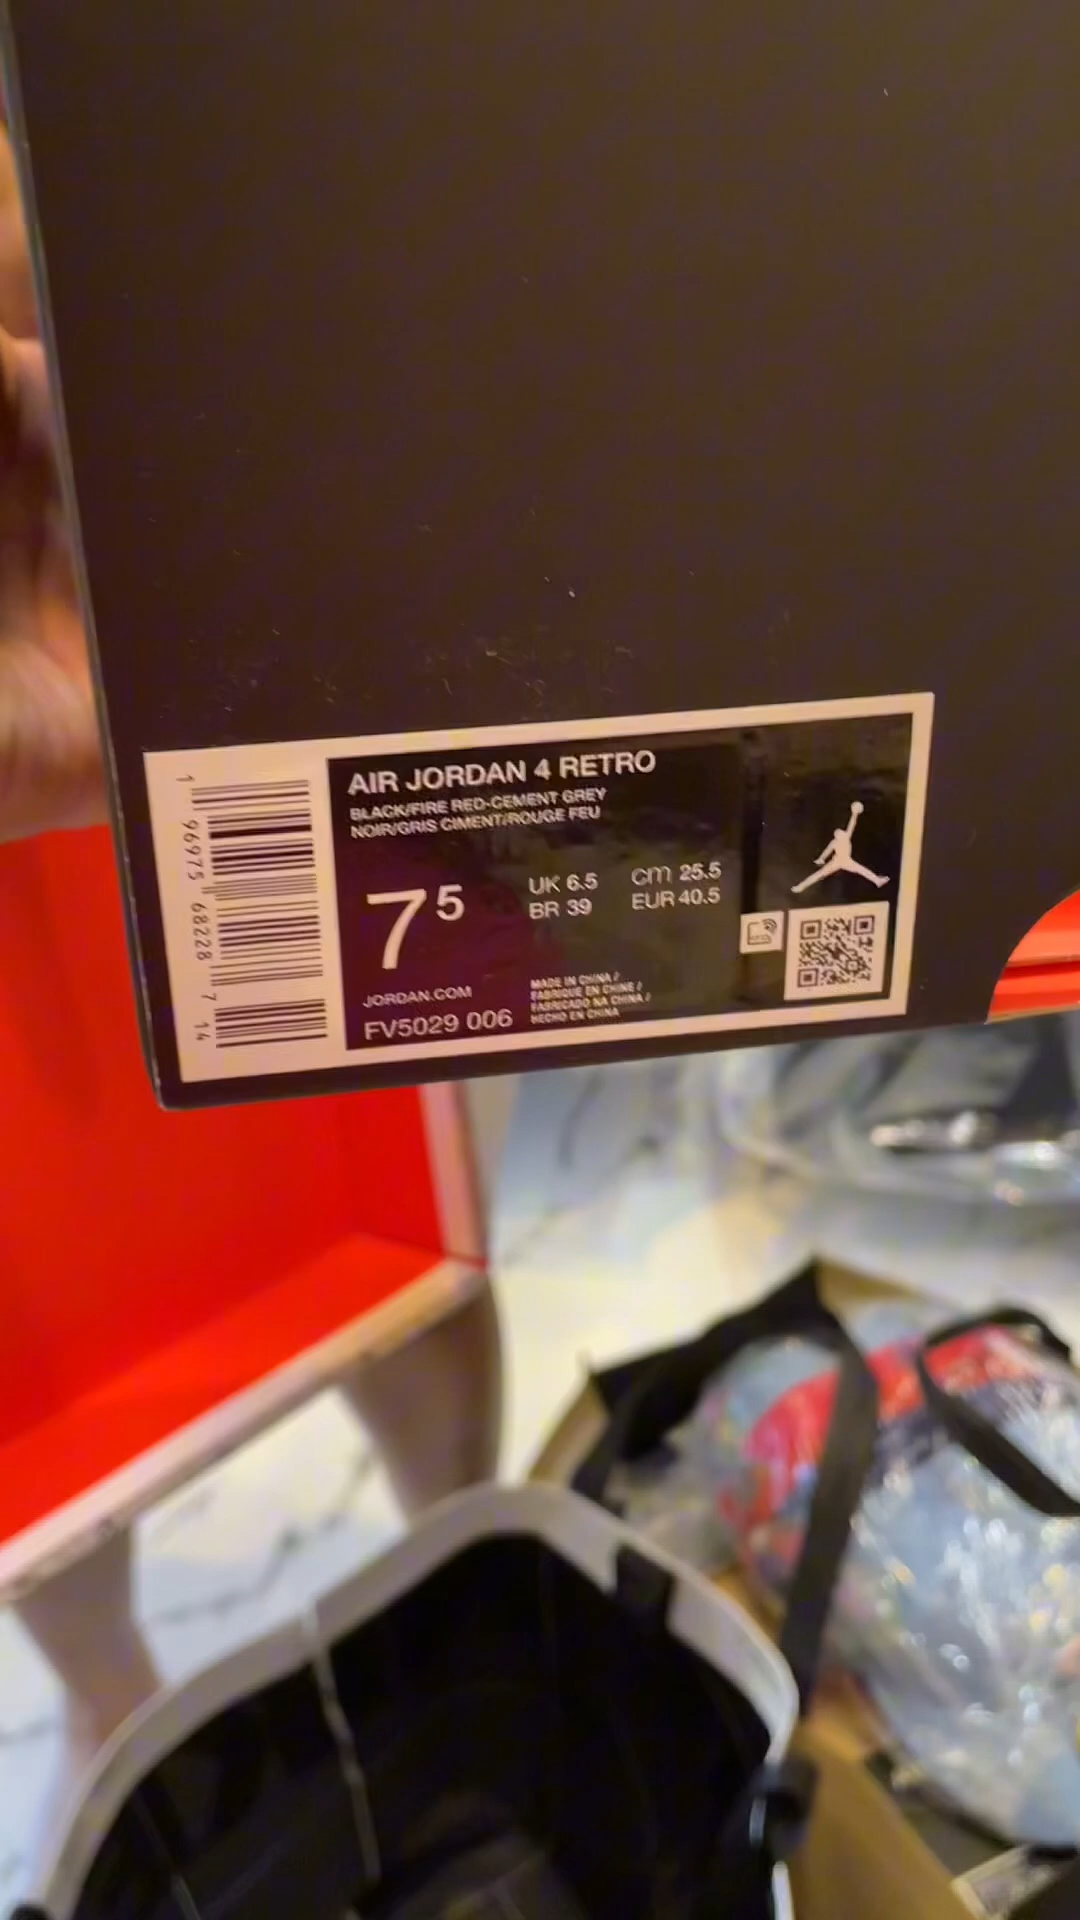 AIR JORDAN 4 RETRO
BLACK/FIRE RED-CEMENT GREY
NOIR/GRIS CIMENT/ROUGE FEU
7 5
UK 6.5 CM 25.5
BR 39 EUR 40.5
JORDAN.COM
FV5029 006
MADE IN CHINA /
FABRIQUE EN CHINE /
FABRICADO NA CHINA /
HECHO EN CHINA
1 96975 68228 7 14